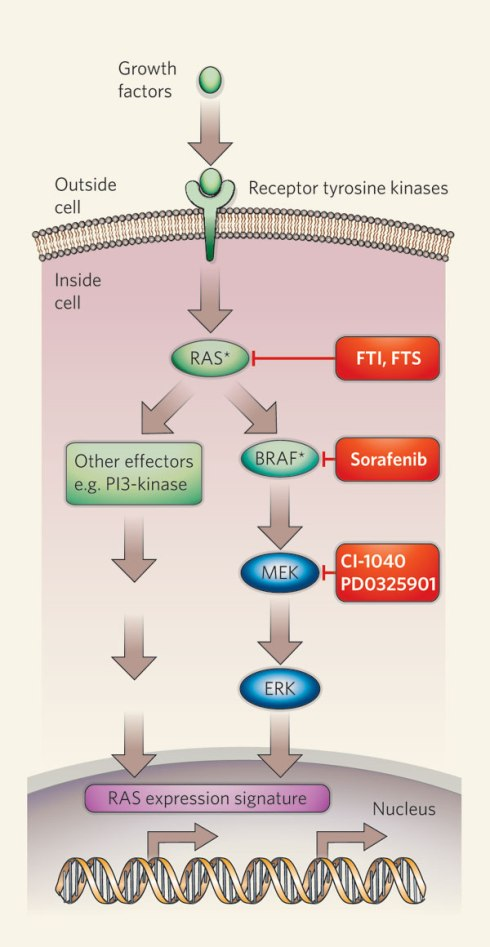 Growth
factors
Outside
cell
Receptor tyrosine kinases
Inside
cell
RAS*
FTI, FTS
Other effectors
e.g. PI3-kinase
BRAF*
Sorafenib
MEK
CI-1040
PD0325901
ERK
RAS expression signature
Nucleus